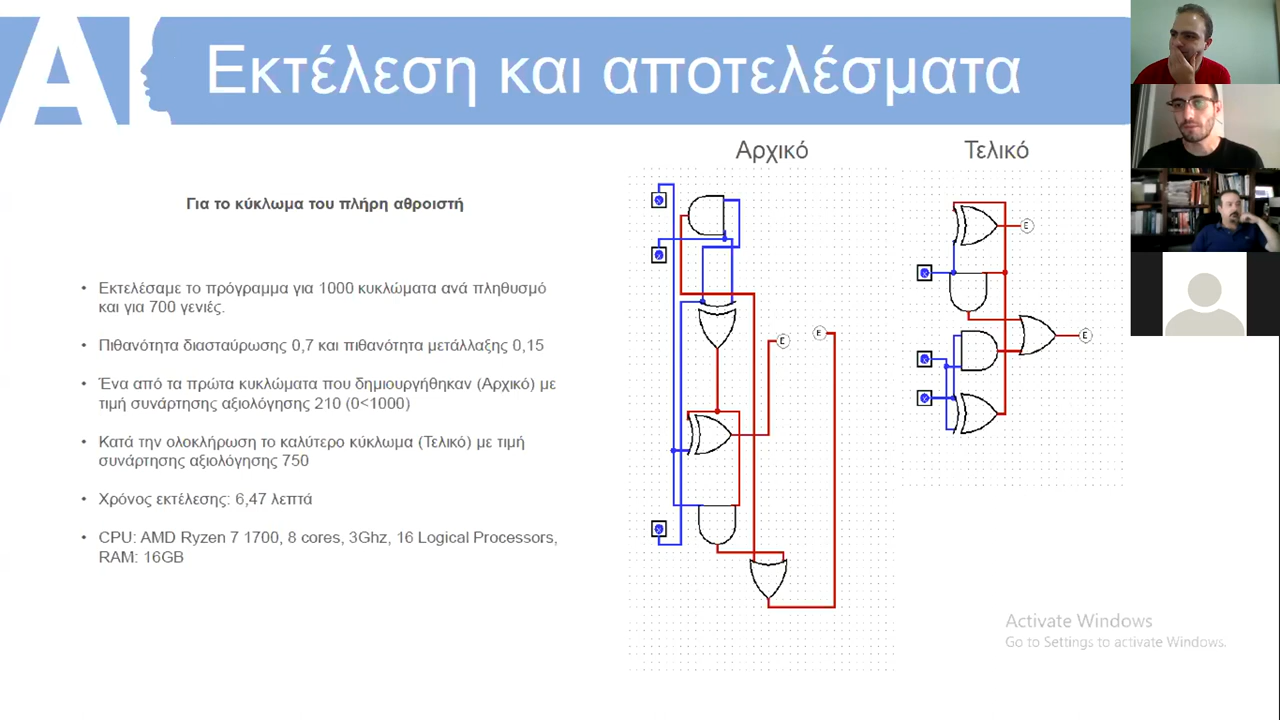 AI
Εκτέλεση και αποτελέσματα
Αρχικό
Τελικό
Για το κύκλωμα του πλήρη αθροιστή
• Εκτελέσαμε το πρόγραμμα για 1000 κυκλώματα ανά πληθυσμό
και για 700 γενιές.
• Πιθανότητα διασταύρωσης 0,7 και πιθανότητα μετάλλαξης 0,15
• Ένα από τα πρώτα κυκλώματα που δημιουργήθηκαν (Αρχικό) με
τιμή συνάρτησης αξιολόγησης 210 (0<1000)
• Κατά την ολοκλήρωση το καλύτερο κύκλωμα (Τελικό) με τιμή
συνάρτησης αξιολόγησης 750
• Χρόνος εκτέλεσης: 6,47 λεπτά
• CPU: AMD Ryzen 7 1700, 8 cores, 3Ghz, 16 Logical Processors,
RAM: 16GB
E
E
E
E
Activate Windows
Go to Settings to activate Windows.